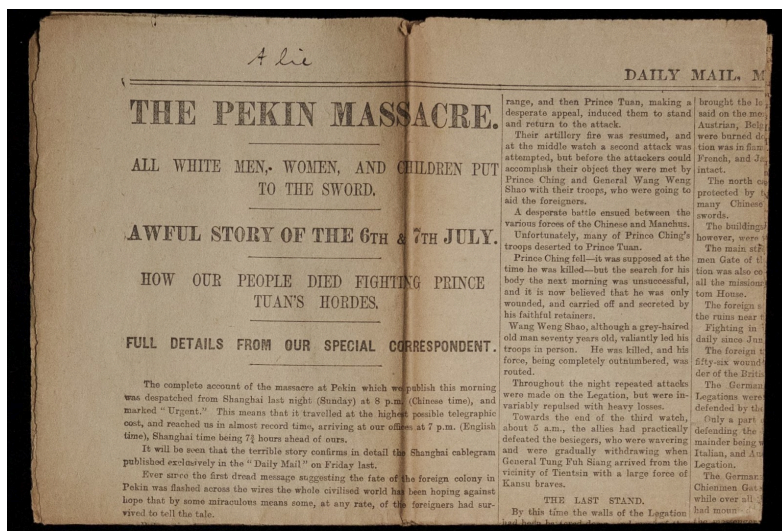 A lie
DAILY MAIL, M
THE PEKIN MASSACRE.
ALL WHITE MEN, WOMEN, AND CHILDREN PUT
TO THE SWORD.
AWFUL STORY OF THE 6TH & 7TH JULY.
HOW OUR PEOPLE DIED FIGHTING PRINCE
TUAN'S HORDES.
FULL DETAILS FROM OUR SPECIAL CORRESPONDENT.
The complete account of the massacre at Pekin which we publish this morning
was despatched from Shanghai last night (Sunday) at 8 p.m. (Chinese time), and
marked "Urgent." This means that it travelled at the highest possible telegraphic
cost, and reached us in almost record time, arriving at our offices at 7 p.m. (English
time), Shanghai time being 7½ hours ahead of ours.
It will be seen that the terrible story confirms in detail the Shanghai cablegram
published exclusively in the "Daily Mail" on Friday last.
Ever since the first dread message suggesting the fate of the foreign colony in
Pekin was flashed across the wires the whole civilised world has been hoping against
hope that by some miraculous means some, at any rate, of the foreigners had sur-
vived to tell the tale.
range, and then Prince Tuan, making a
desperate appeal, induced them to stand
and return to the attack.
Their artillery fire was resumed, and
at the middle watch a second attack was
attempted, but before the attackers could
accomplish their object they were met by
Prince Ching and General Wang Weng
Shao with their troops, who were going to
aid the foreigners.
A desperate battle ensued between the
various forces of the Chinese and Manchus.
Unfortunately, many of Prince Ching's
troops deserted to Prince Tuan.
Prince Ching fell—it was supposed at the
time he was killed—but the search for his
body the next morning was unsuccessful,
and it is now believed that he was only
wounded, and carried off and secreted by
his faithful retainers.
Wang Weng Shao, although a grey-haired
old man seventy years old, valiantly led his
troops in person. He was killed, and his
force, being completely outnumbered, was
routed.
Throughout the night repeated attacks
were made on the Legation, but were in-
variably repulsed with heavy losses.
Towards the end of the third watch,
about 5 a.m., the allies had practically
defeated the besiegers, who were wavering
and were gradually withdrawing when
General Tung Fuh Siang arrived from the
vicinity of Tientsin with a large force of
Kansu braves.
THE LAST STAND.
By this time the walls of the Legation
brought the
said on the
Austrian,
were burned
tion was in
French, and
intact.
The north
protected by
many Chinese
swords.
The buildings
however, were
The main
men Gate of
tion was also
all the missions
tom House.
The foreign
the ruins near
Fighting in
daily since
The foreign
fifty-six
der of the
The German
Legations were
defended by the
Only a part
defending the
mainder being
Italian, and
Legation.
The Germans
Chienmen
while over all
had